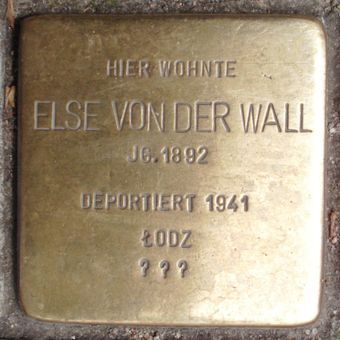 HIER WOHNTE
ELSE VON DER WALL
JG.1892
DEPORTIERT 1941
ŁODZ
???